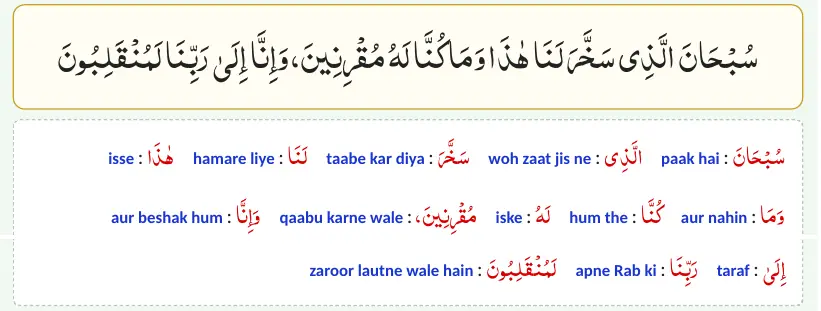 سُبْحَانَ الَّذِى سَخَّرَ لَنَا هٰذَا وَمَا كُنَّا لَهُ مُقْرِنِينَ، وَإِنَّا إِلَىٰ رَبِّنَا لَمُنْقَلِبُونَ
سُبْحَانَ : paak hai الَّذِى : woh zaat jis ne سَخَّرَ : taabe kar diya لَنَا : hamare liye هٰذَا : isse
وَمَا : aur nahin كُنَّا : hum the لَهُ : iske مُقْرِنِينَ، : qaabu karne wale وَإِنَّا : aur beshak hum
إِلَىٰ : taraf رَبِّنَا : apne Rab ki لَمُنْقَلِبُونَ : zaroor lautne wale hain